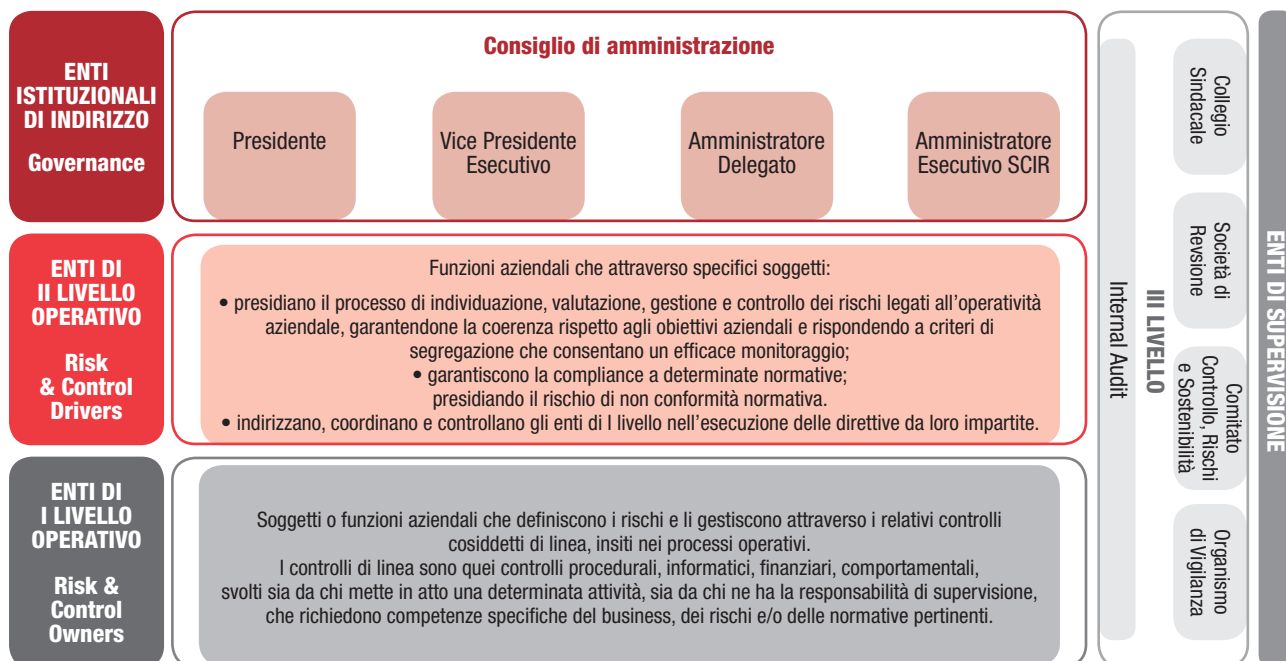 ENTI
ISTITUZIONALI
DI INDIRIZZO
Governance
Consiglio di amministrazione
Presidente
Vice Presidente
Esecutivo
Amministratore
Delegato
Amministratore
Esecutivo SCIR
ENTI DI
II LIVELLO
OPERATIVO
Risk
& Control
Drivers
Funzioni aziendali che attraverso specifici soggetti:
• presidiano il processo di individuazione, valutazione, gestione e controllo dei rischi legati all'operatività
aziendale, garantendone la coerenza rispetto agli obiettivi aziendali e rispondendo a criteri di
segregazione che consentano un efficace monitoraggio;
• garantiscono la compliance a determinate normative;
presidiando il rischio di non conformità normativa.
• indirizzano, coordinano e controllano gli enti di I livello nell'esecuzione delle direttive da loro impartite.
ENTI DI
I LIVELLO
OPERATIVO
Risk &
Control
Owners
Soggetti o funzioni aziendali che definiscono i rischi e li gestiscono attraverso i relativi controlli
cosiddetti di linea, insiti nei processi operativi.
I controlli di linea sono quei controlli procedurali, informatici, finanziari, comportamentali,
svolti sia da chi mette in atto una determinata attività, sia da chi ne ha la responsabilità di supervisione,
che richiedono competenze specifiche del business, dei rischi e/o delle normative pertinenti.
Internal Audit
III LIVELLO
Collegio
Sindacale
Società di
Revsione
Comitato
Controllo, Rischi
e Sostenibilità
Organismo
di Virgilanza
ENTI DI SUPERVISIONE